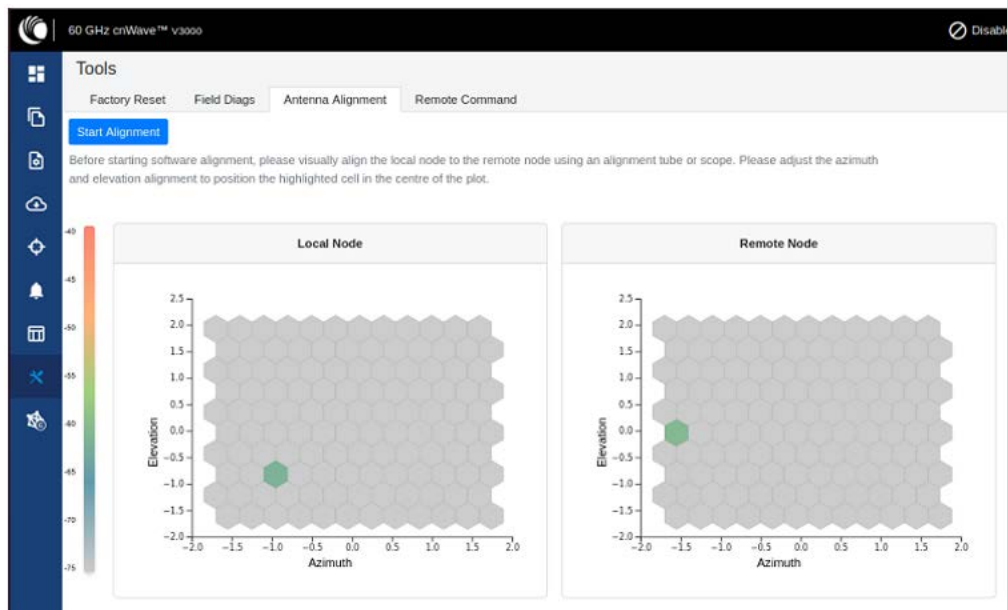 60 GHz cnWave™ V3000
Disable
Tools
Factory Reset
Field Diags
Antenna Alignment
Remote Command
Start Alignment
Before starting software alignment, please visually align the local node to the remote node using an alignment tube or scope. Please adjust the azimuth
and elevation alignment to position the highlighted cell in the centre of the plot.
-40
-45
-50
-55
-60
-65
-70
-75
Local Node
2.5
2.0
1.5
1.0
0.5
0.0
−0.5
−1.0
−1.5
−2.0
Elevation
−2.0 −1.5 −1.0 −0.5 0.0 0.5 1.0 1.5 2.0
Azimuth
Remote Node
2.5
2.0
1.5
1.0
0.5
0.0
−0.5
−1.0
−1.5
−2.0
Elevation
−2.0 −1.5 −1.0 −0.5 0.0 0.5 1.0 1.5 2.0
Azimuth